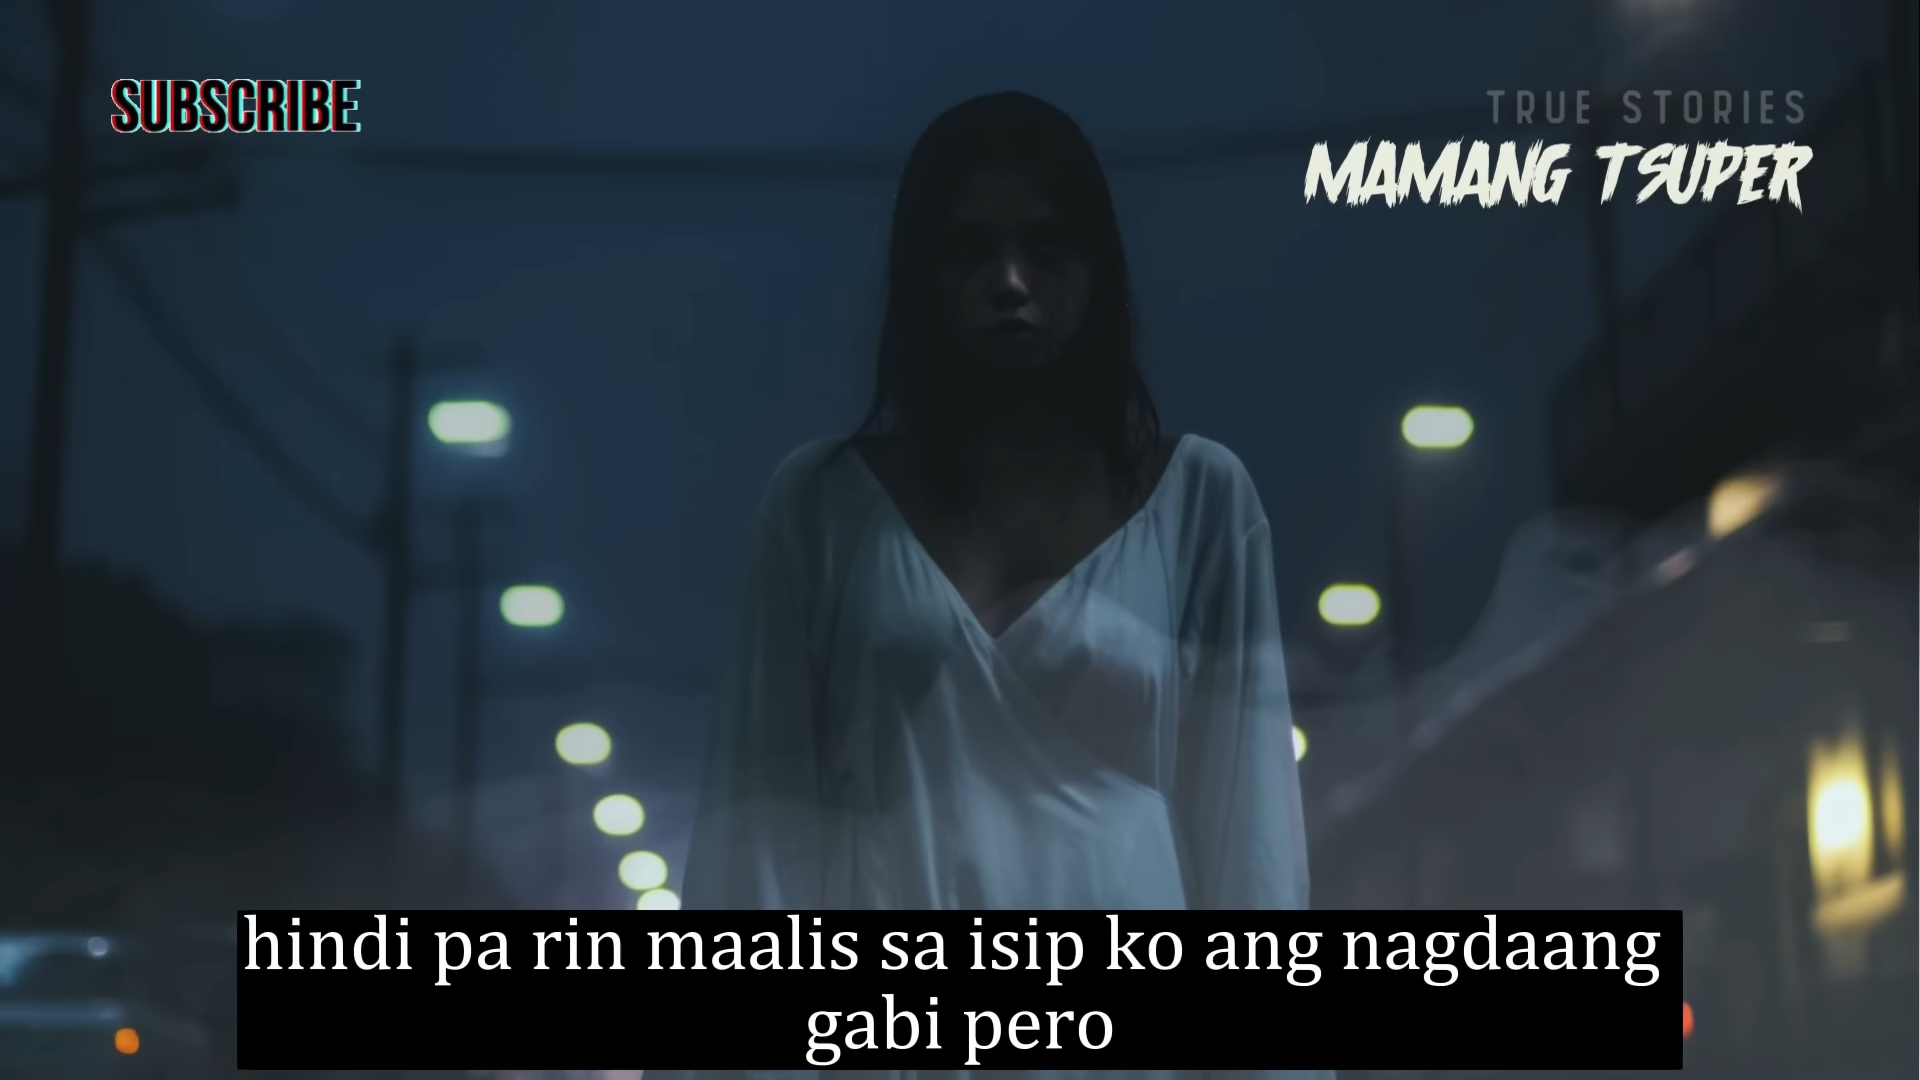 SUBSCRIBE
TRUE STORIES
MAMANG TSUPER
hindi pa rin maalis sa isip ko ang nagdaang
gabi pero